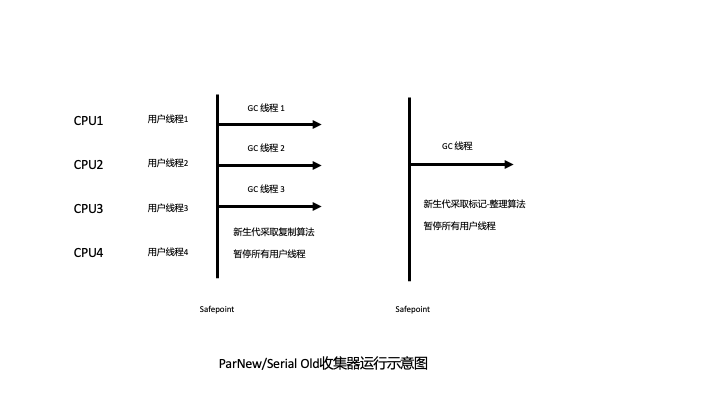 CPU1
用户线程1
GC 线程 1
CPU2
用户线程2
GC 线程 2
GC 线程
CPU3
用户线程3
GC 线程 3
新生代采取标记-整理算法
暂停所有用户线程
新生代采取复制算法
暂停所有用户线程
CPU4
用户线程4
Safepoint
Safepoint
ParNew/Serial Old收集器运行示意图